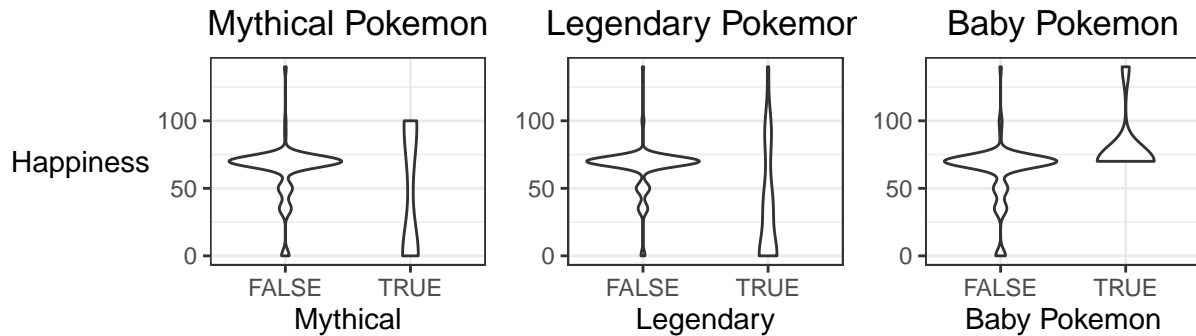 Mythical Pokemon
Legendary Pokemor
Baby Pokemon
Happiness
100
50
0
FALSE TRUE
Mythical
100
50
0
FALSE TRUE
Legendary
100
50
0
FALSE TRUE
Baby Pokemon